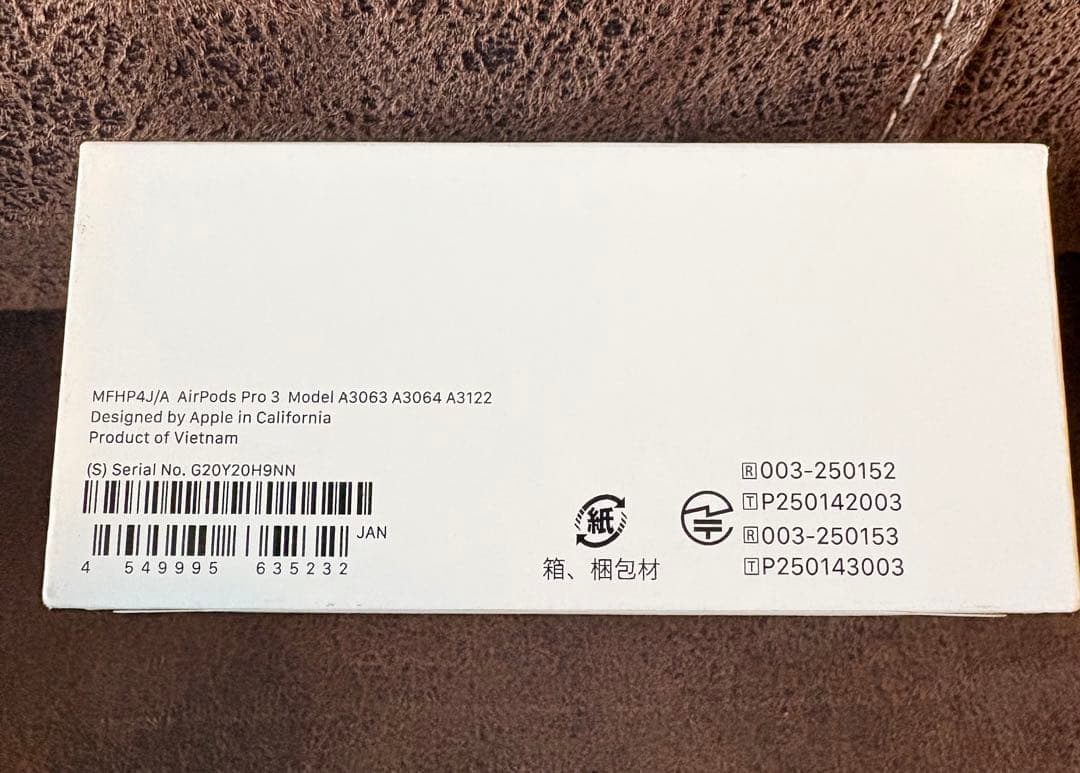 MFHP4J/A AirPods Pro 3 Model A3063 A3064 A3122
Designed by Apple in California
Product of Vietnam
(S) Serial No. G20Y20H9NN
JAN
4 549995 635232
紙
箱、梱包材
R003-250152
TP250142003
R003-250153
TP250143003